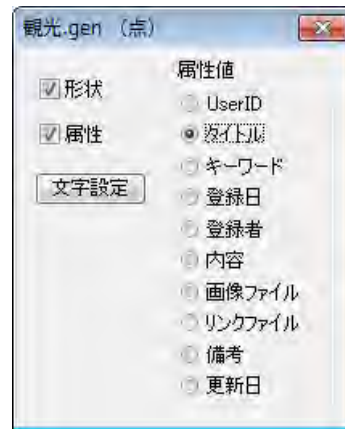 観光.gen （点）
形状
属性
文字設定
属性値
UserID
タイトル
キーワード
登録日
登録者
内容
画像ファイル
リンクファイル
備考
更新日